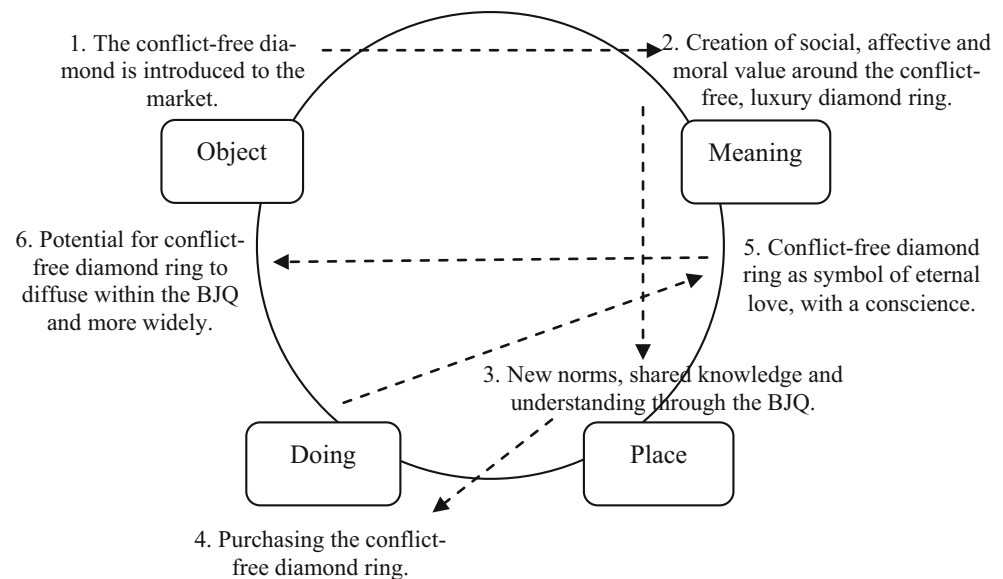 1. The conflict-free dia-
mond is introduced to the
market.
2. Creation of social, affective and
moral value around the conflict-
free, luxury diamond ring.
Object
Meaning
6. Potential for conflict-
free diamond ring to
diffuse within the BJQ
and more widely.
5. Conflict-free diamond
ring as symbol of eternal
love, with a conscience.
3. New norms, shared knowledge and
understanding through the BJQ.
Doing
Place
4. Purchasing the conflict-
free diamond ring.